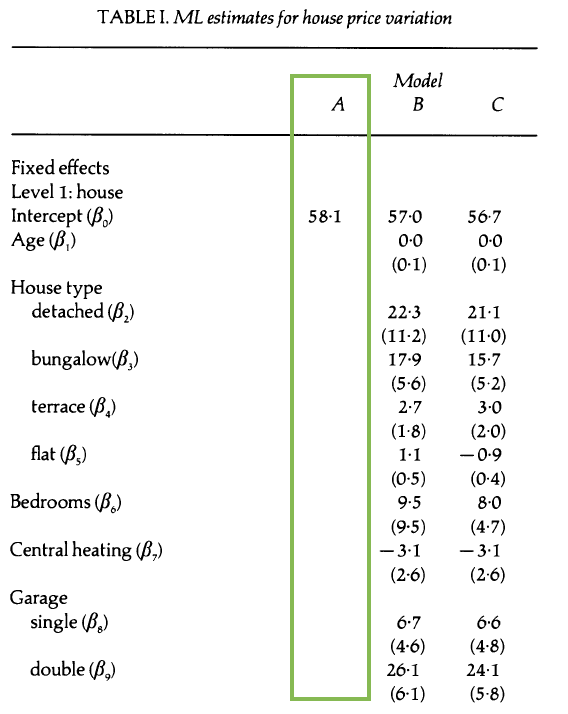 TABLE I. ML estimates for house price variation
Model
A B C
Fixed effects
Level 1: house
Intercept (β₀) 58·1 57·0 56·7
Age (β₁) 0·0 0·0
(0·1) (0·1)
House type
detached (β₂) 22·3 21·1
(11·2) (11·0)
bungalow(β₃) 17·9 15·7
(5·6) (5·2)
terrace (β₄) 2·7 3·0
(1·8) (2·0)
flat (β₅) 1·1 −0·9
(0·5) (0·4)
Bedrooms (β₆) 9·5 8·0
(9·5) (4·7)
Central heating (β₇) −3·1 −3·1
(2·6) (2·6)
Garage
single (β₈) 6·7 6·6
(4·6) (4·8)
double (β₉) 26·1 24·1
(6·1) (5·8)